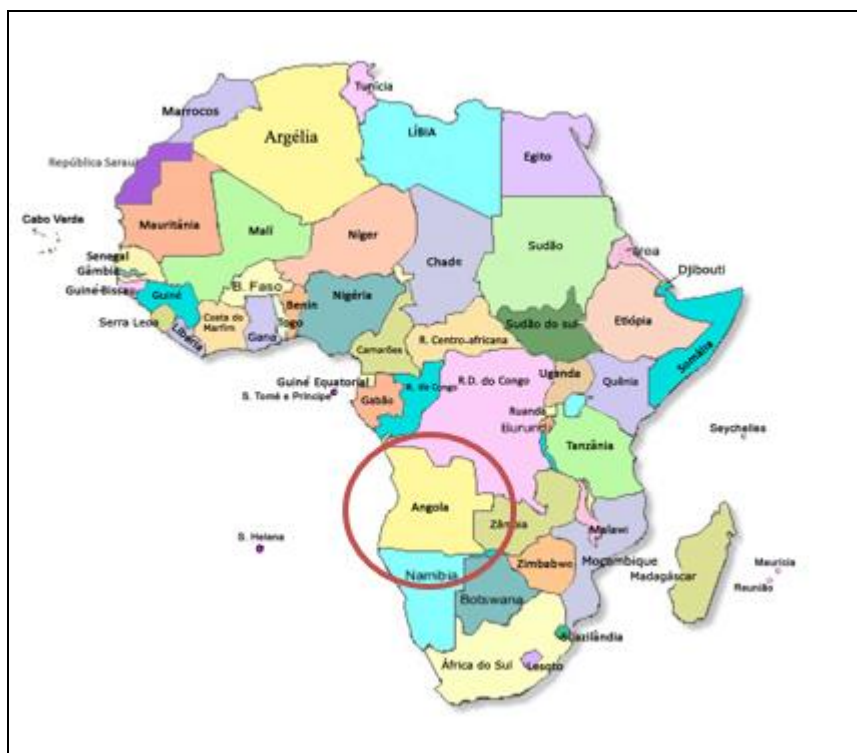 Tunícia
Marrocos
Argélia
LÍBIA
Egito
República Saraui
Mauritânia
Mali
Níger
Chade
Sudão
Cabo Verde
Senegal
Gâmbia
Guiné-Bissau
Guiné
B. Faso
Benin
Nigéria
Djibouti
Serra Leoa
Costa do
Marfim
Libéria
Gana
Togo
Camarões
R. Centro-africana
Sudão do sul
Etiópia
Somália
Guiné Equatorial
S. Tomé e Príncipe
Gabão
R. do Congo
R.D. do Congo
Uganda
Quênia
Ruanda
Burundi
Tanzânia
Seychelles
Angola
Zâmbia
Malawi
S. Helena
Moçambique
Zimbabwe
Namibia
Botswana
Madagáscar
Maurícia
Reunião
Suazilândia
África do Sul
Lesoto